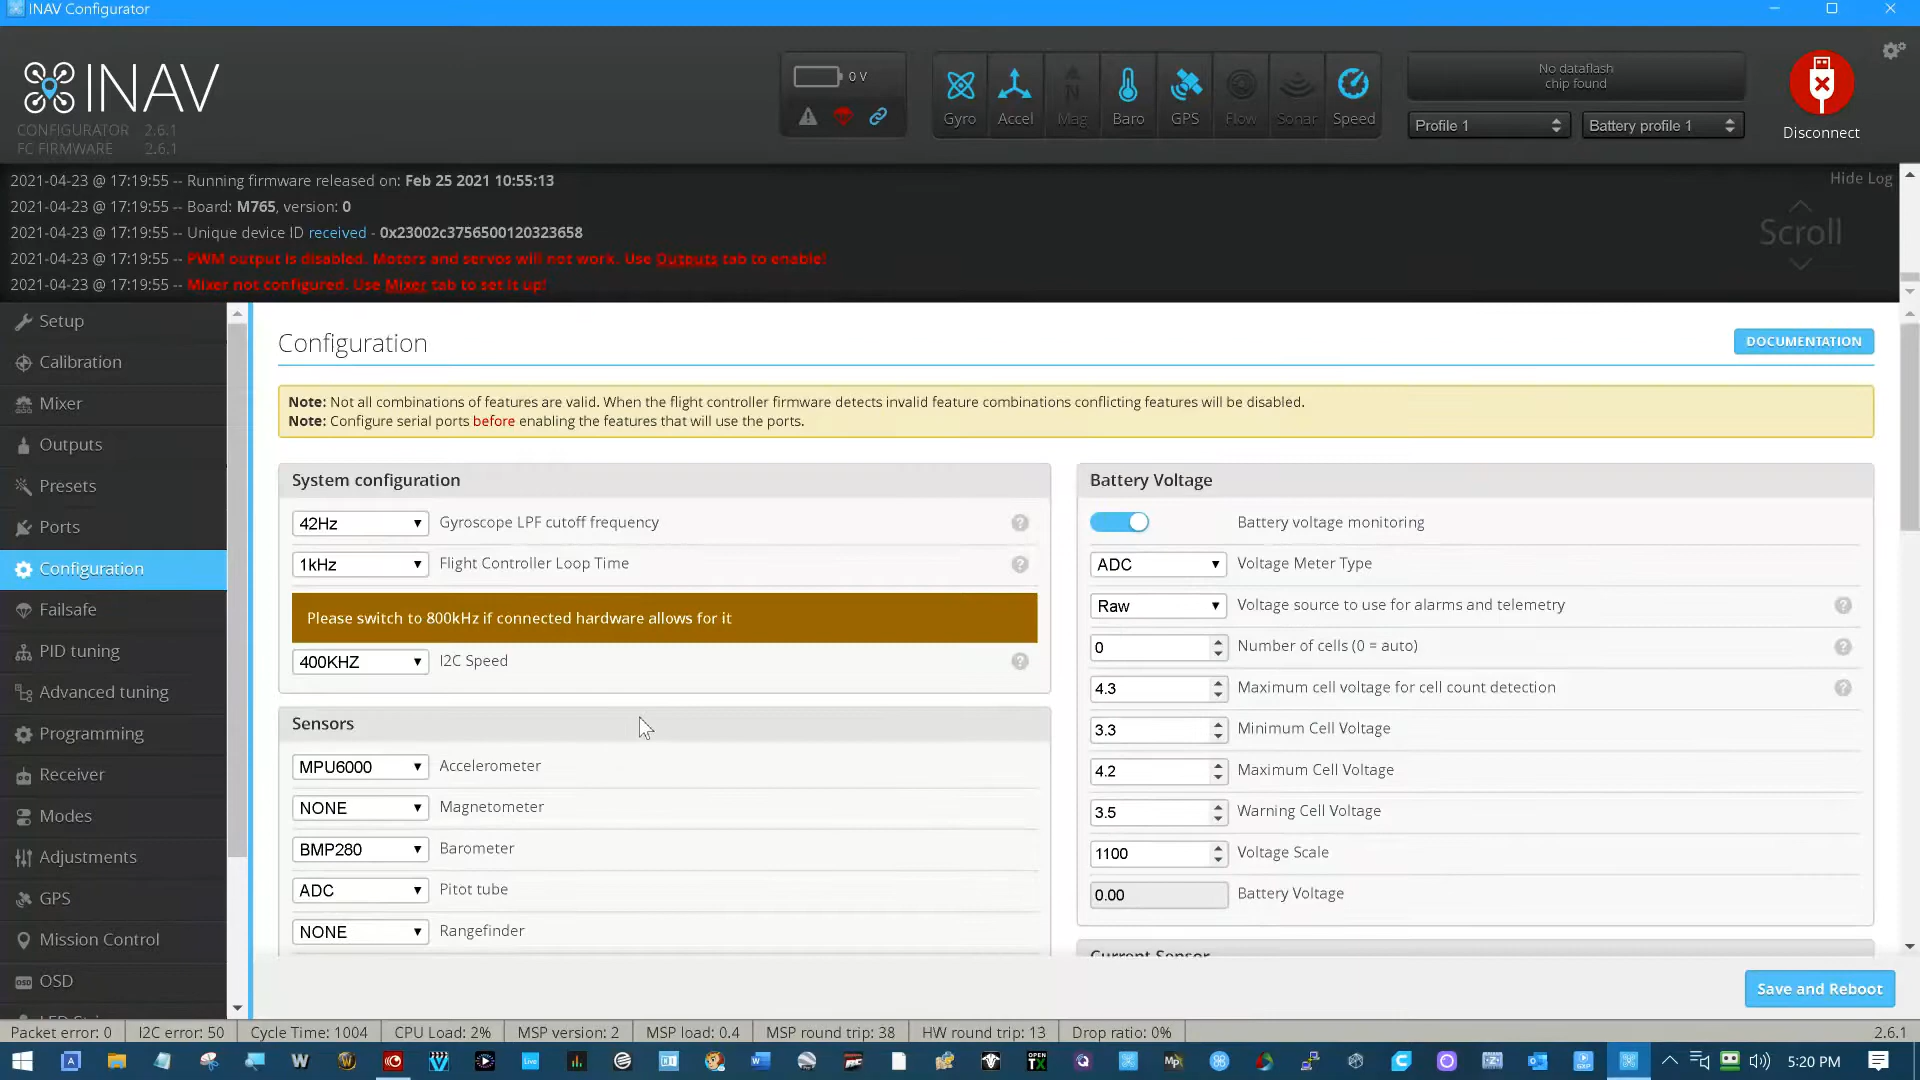 INAV Configurator
INAV
CONFIGURATOR 2.6.1
FC FIRMWARE 2.6.1
0 V
Gyro
Accel
Mag
Baro
GPS
Flow
Sonar
Speed
No dataflash
chip found
Profile 1
Battery profile 1
Disconnect
2021-04-23 @ 17:19:55 -- Running firmware released on: Feb 25 2021 10:55:13
2021-04-23 @ 17:19:55 -- Board: M765, version: 0
2021-04-23 @ 17:19:55 -- Unique device ID received - 0x23002c3756500120323658
2021-04-23 @ 17:19:55 -- PWM output is disabled. Motors and servos will not work. Use Outputs tab to enable!
2021-04-23 @ 17:19:55 -- Mixer not configured. Use Mixer tab to set it up!
Hide Log
Scroll
Setup
Calibration
Mixer
Outputs
Presets
Ports
Configuration
Failsafe
PID tuning
Advanced tuning
Programming
Receiver
Modes
Adjustments
GPS
Mission Control
OSD
Configuration
DOCUMENTATION
Note: Not all combinations of features are valid. When the flight controller firmware detects invalid feature combinations conflicting features will be disabled.
Note: Configure serial ports before enabling the features that will use the ports.
System configuration
42Hz Gyroscope LPF cutoff frequency
1kHz Flight Controller Loop Time
Please switch to 800kHz if connected hardware allows for it
400KHZ I2C Speed
Sensors
MPU6000 Accelerometer
NONE Magnetometer
BMP280 Barometer
ADC Pitot tube
NONE Rangefinder
Battery Voltage
Battery voltage monitoring
ADC Voltage Meter Type
Raw Voltage source to use for alarms and telemetry
0 Number of cells (0 = auto)
4.3 Maximum cell voltage for cell count detection
3.3 Minimum Cell Voltage
4.2 Maximum Cell Voltage
3.5 Warning Cell Voltage
1100 Voltage Scale
0.00 Battery Voltage
Current Sensor
Save and Reboot
Packet error: 0 I2C error: 50 Cycle Time: 1004 CPU Load: 2% MSP version: 2 MSP load: 0.4 MSP round trip: 38 HW round trip: 13 Drop ratio: 0% 2.6.1
5:20 PM